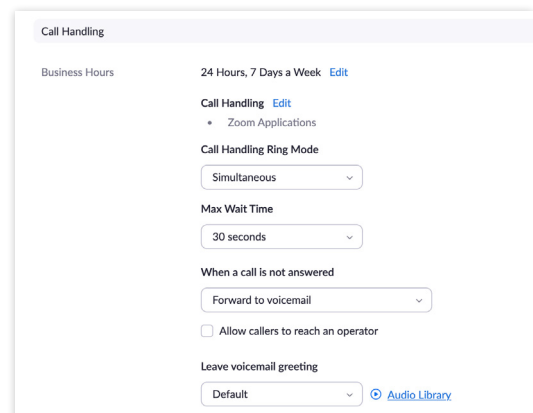 Call Handling
Business Hours
24 Hours, 7 Days a Week Edit
Call Handling Edit
• Zoom Applications
Call Handling Ring Mode
Simultaneous
Max Wait Time
30 seconds
When a call is not answered
Forward to voicemail
Allow callers to reach an operator
Leave voicemail greeting
Default Audio Library